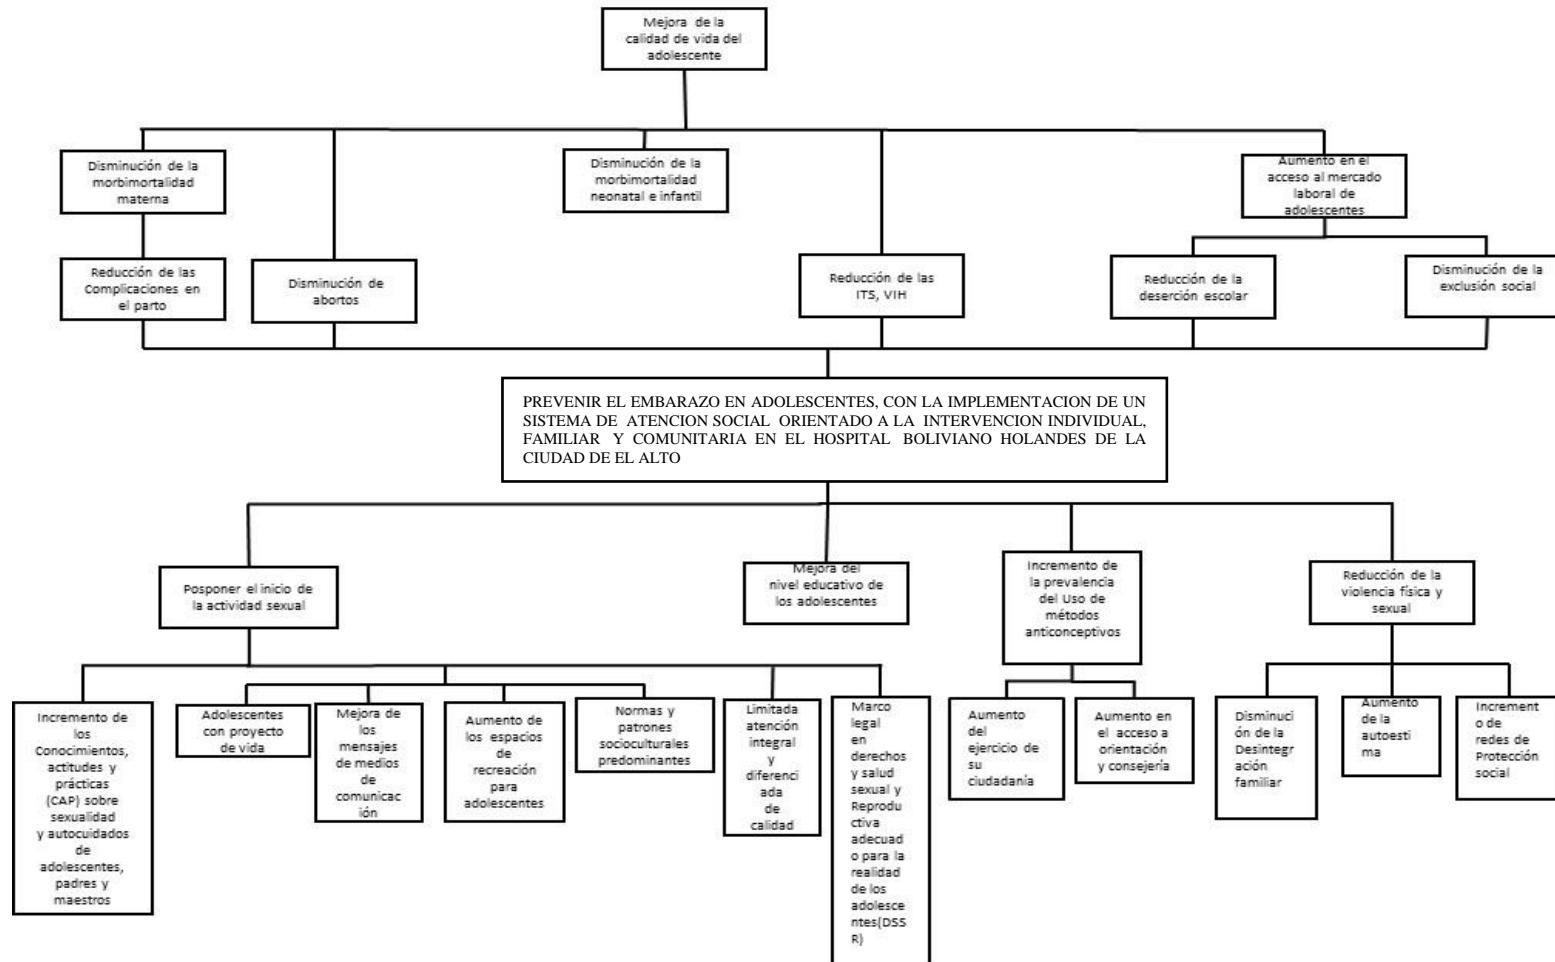 Mejora de la
calidad de vida del
adolescente
Disminución de la
morbimortalidad
materna
Disminución de la
morbimortalidad
neonatal e infantil
Aumento en el
acceso al mercado
laboral de
adolescentes
Reducción de las
Complicaciones en
el parto
Disminución de
abortos
Reducción de las
ITS, VIH
Reducción de la
deserción escolar
Disminución de la
exclusión social
PREVENIR EL EMBARAZO EN ADOLESCENTES, CON LA IMPLEMENTACION DE UN
SISTEMA DE ATENCION SOCIAL ORIENTADO A LA INTERVENCION INDIVIDUAL,
FAMILIAR Y COMUNITARIA EN EL HOSPITAL BOLIVIANO HOLANDES DE LA
CIUDAD DE EL ALTO
Posponer el inicio de
la actividad sexual
Mejora del
nivel educativo de
los adolescentes
Incremento de
la prevalencia
del Uso de
métodos
anticonceptivos
Reducción de la
violencia física y
sexual
Incremento de
los
Conocimientos,
actitudes y
prácticas
(CAP) sobre
sexualidad
y autocuidados
de
adolescentes,
padres y
maestros
Adolescentes
con proyecto
de vida
Mejora de
los
mensajes
de medios
de
comunicac
ión
Aumento de
los espacios
de
recreación
para
adolescentes
Normas y
patrones
socioculturales
predominantes
Limitada
atención
integral
y
diferenci
ada
de
calidad
Marco
legal
en
derechos
y salud
sexual y
Reprodu
ctiva
adecuad
o para la
realidad
de los
adolesce
ntes(DSS
R)
Aumento
del
ejercicio de
su
ciudadanía
Aumento en
el acceso a
orientación
y consejería
Disminuci
ón de la
Desintegr
ación
familiar
Aumento
de la
autoesti
ma
Increment
o de
redes de
Protección
social